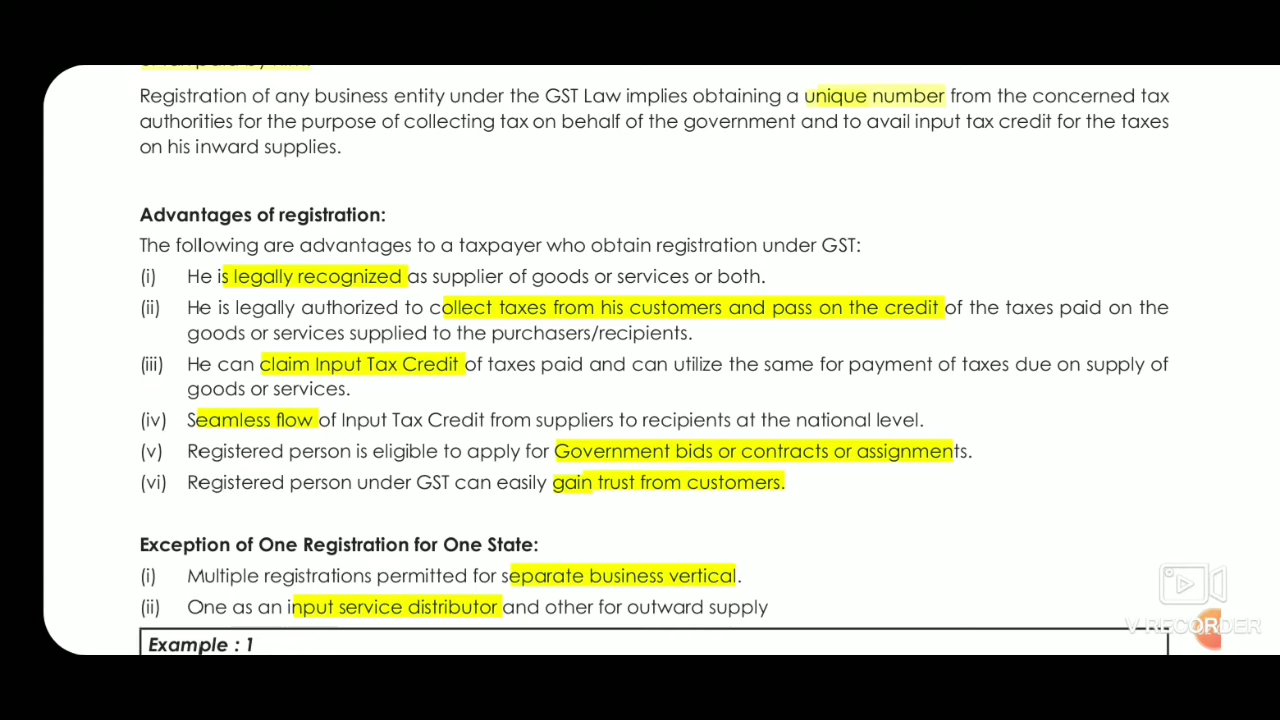 Registration of any business entity under the GST Law implies obtaining a unique number from the concerned tax
authorities for the purpose of collecting tax on behalf of the government and to avail input tax credit for the taxes
on his inward supplies.
Advantages of registration:
The following are advantages to a taxpayer who obtain registration under GST:
(i) He is legally recognized as supplier of goods or services or both.
(ii) He is legally authorized to collect taxes from his customers and pass on the credit of the taxes paid on the
goods or services supplied to the purchasers/recipients.
(iii) He can claim Input Tax Credit of taxes paid and can utilize the same for payment of taxes due on supply of
goods or services.
(iv) Seamless flow of Input Tax Credit from suppliers to recipients at the national level.
(v) Registered person is eligible to apply for Government bids or contracts or assignments.
(vi) Registered person under GST can easily gain trust from customers.
Exception of One Registration for One State:
(i) Multiple registrations permitted for separate business vertical.
(ii) One as an input service distributor and other for outward supply
V RECORDER
Example : 1